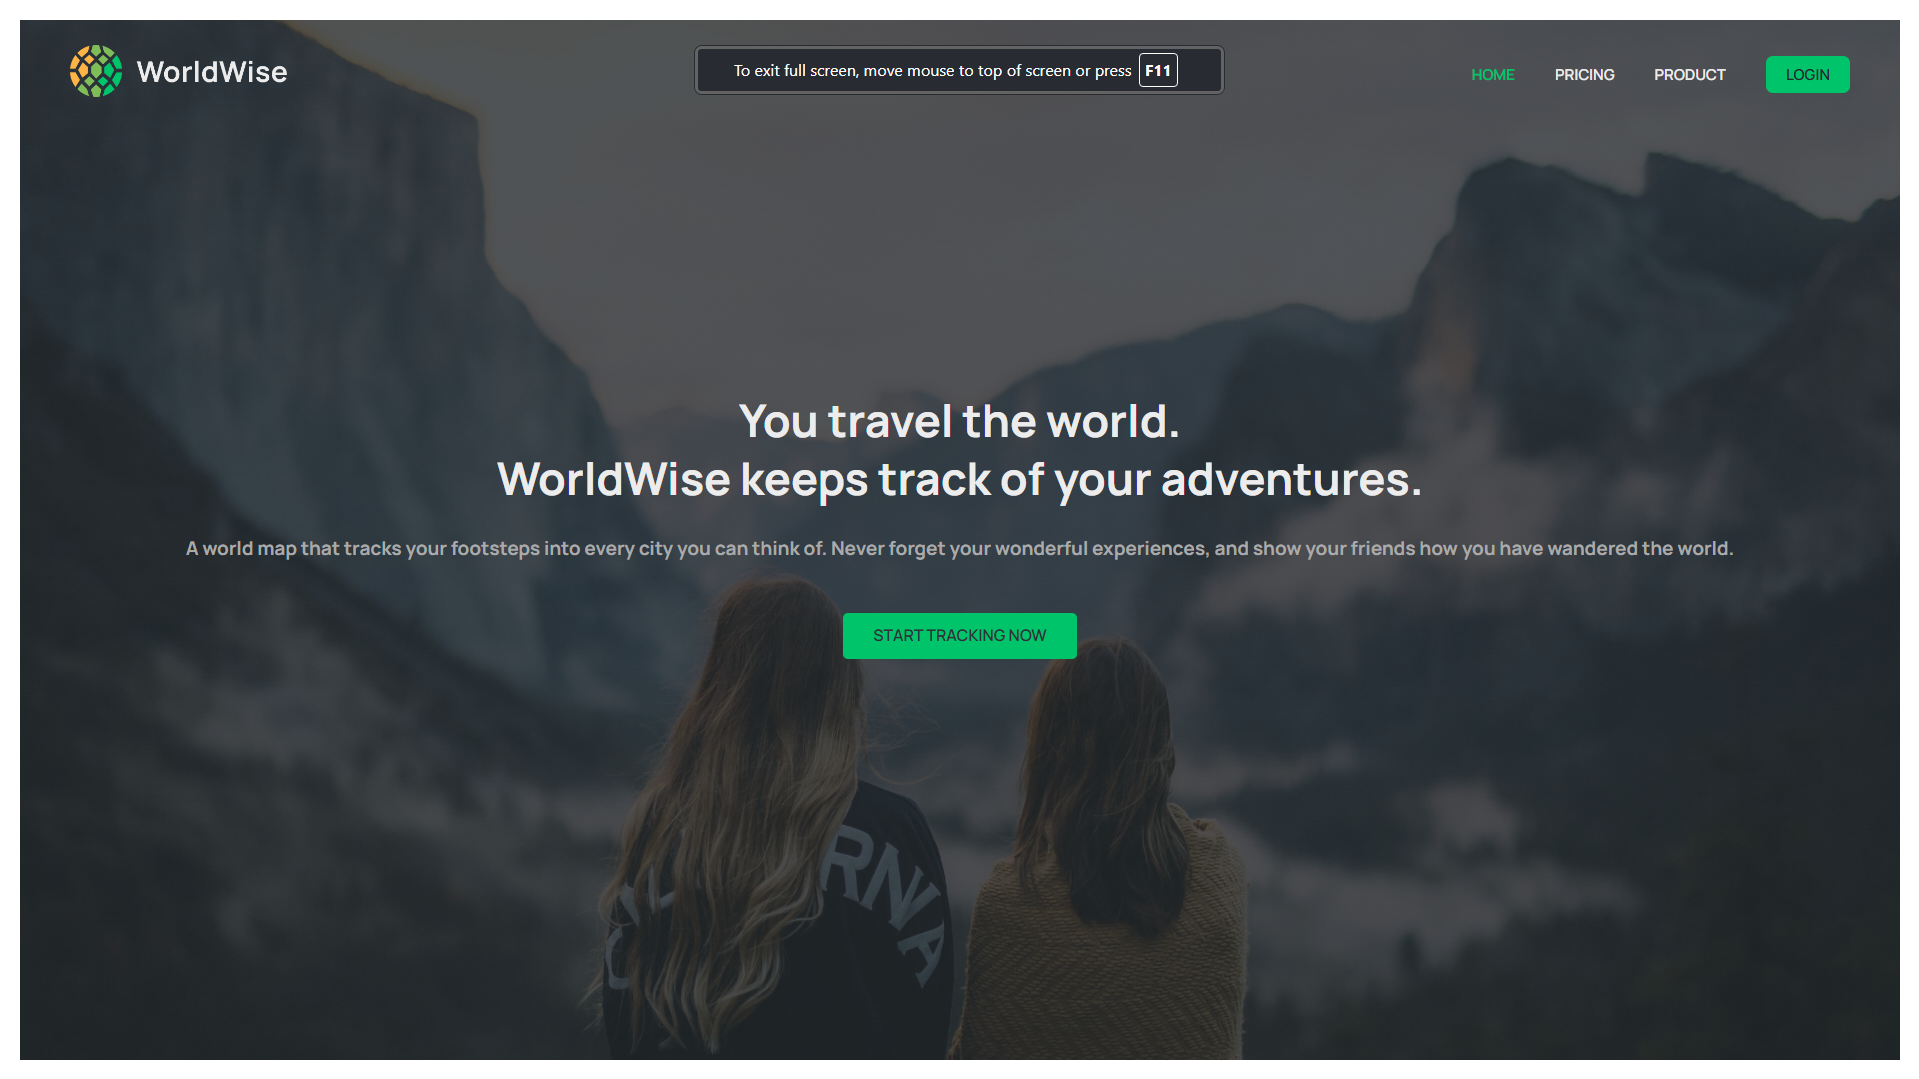 WorldWise
To exit full screen, move mouse to top of screen or press F11
HOME PRICING PRODUCT LOGIN
You travel the world.
WorldWise keeps track of your adventures.
A world map that tracks your footsteps into every city you can think of. Never forget your wonderful experiences, and show your friends how you have wandered the world.
START TRACKING NOW